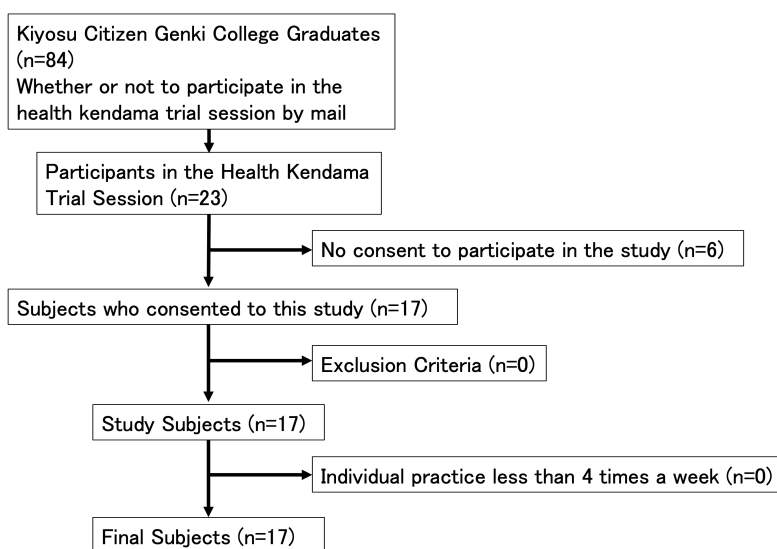 Kiyosu Citizen Genki College Graduates
(n=84)
Whether or not to participate in the
health kendama trial session by mail
Participants in the Health Kendama
Trial Session (n=23)
No consent to participate in the study (n=6)
Subjects who consented to this study (n=17)
Exclusion Criteria (n=0)
Study Subjects (n=17)
Individual practice less than 4 times a week (n=0)
Final Subjects (n=17)